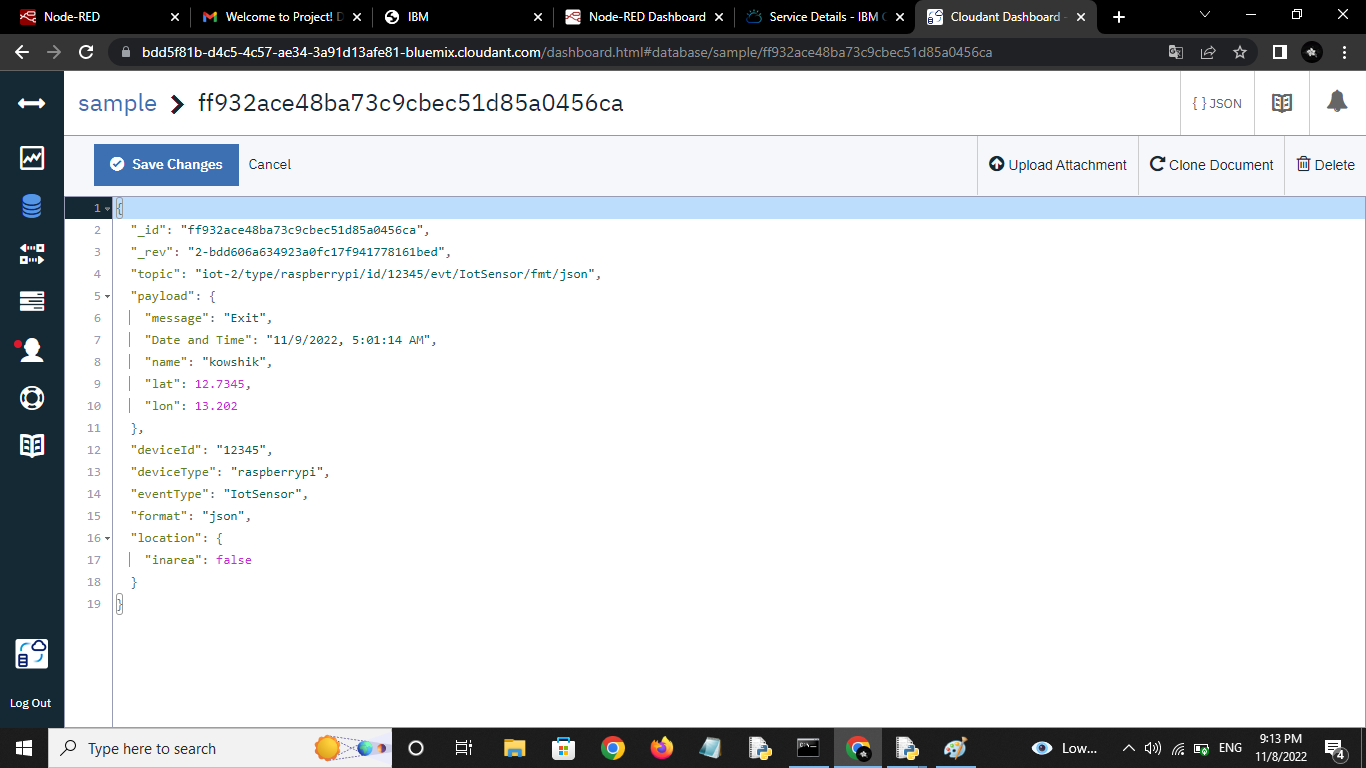 Node-RED
Welcome to Project! D
IBM
Node-RED Dashboard
Service Details - IBM C
Cloudant Dashboard -
bdd5f81b-d4c5-4c57-ae34-3a91d13afe81-bluemix.cloudant.com/dashboard.html#database/sample/ff932ace48ba73c9cbec51d85a0456ca
sample > ff932ace48ba73c9cbec51d85a0456ca
{ } JSON
Save Changes
Cancel
Upload Attachment
Clone Document
Delete
1 {
2 "_id": "ff932ace48ba73c9cbec51d85a0456ca",
3 "_rev": "2-bdd606a634923a0fc17f941778161bed",
4 "topic": "iot-2/type/raspberrypi/id/12345/evt/IotSensor/fmt/json",
5 "payload": {
6 "message": "Exit",
7 "Date and Time": "11/9/2022, 5:01:14 AM",
8 "name": "kowshik",
9 "lat": 12.7345,
10 "lon": 13.202
11 },
12 "deviceId": "12345",
13 "deviceType": "raspberrypi",
14 "eventType": "IotSensor",
15 "format": "json",
16 "location": {
17 "inarea": false
18 }
19 }
Log Out
Type here to search
Low...
ENG
9:13 PM
11/8/2022
4